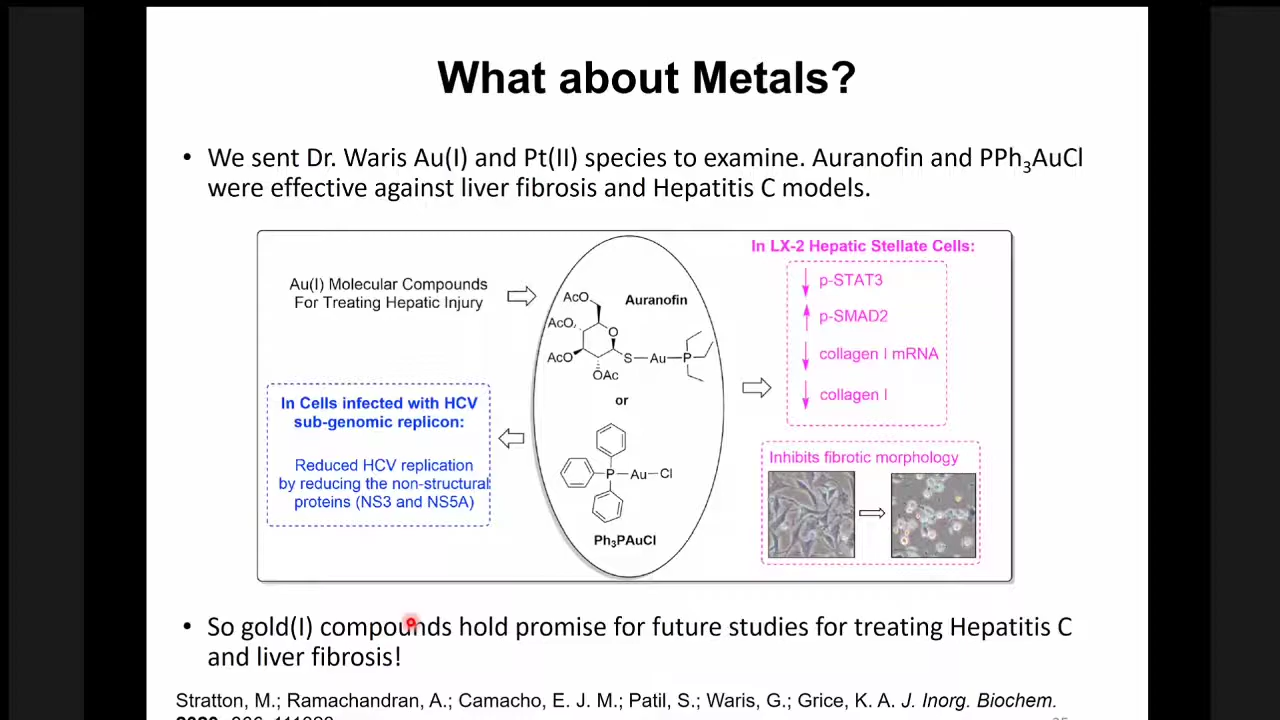 What about Metals?
• We sent Dr. Waris Au(I) and Pt(II) species to examine. Auranofin and PPh₃AuCl
were effective against liver fibrosis and Hepatitis C models.
Au(I) Molecular Compounds
For Treating Hepatic Injury
In Cells infected with HCV
sub-genomic replicon:
Reduced HCV replication
by reducing the non-structural
proteins (NS3 and NS5A)
Auranofin
AcO
AcO
O
AcO
S
Au
P
OAc
or
P
Au
Cl
Ph₃PAuCl
In LX-2 Hepatic Stellate Cells:
↓ p-STAT3
↑ p-SMAD2
↓ collagen I mRNA
↓ collagen I
Inhibits fibrotic morphology
• So gold(I) compounds hold promise for future studies for treating Hepatitis C
and liver fibrosis!
Stratton, M.; Ramachandran, A.; Camacho, E. J. M.; Patil, S.; Waris, G.; Grice, K. A. J. Inorg. Biochem.